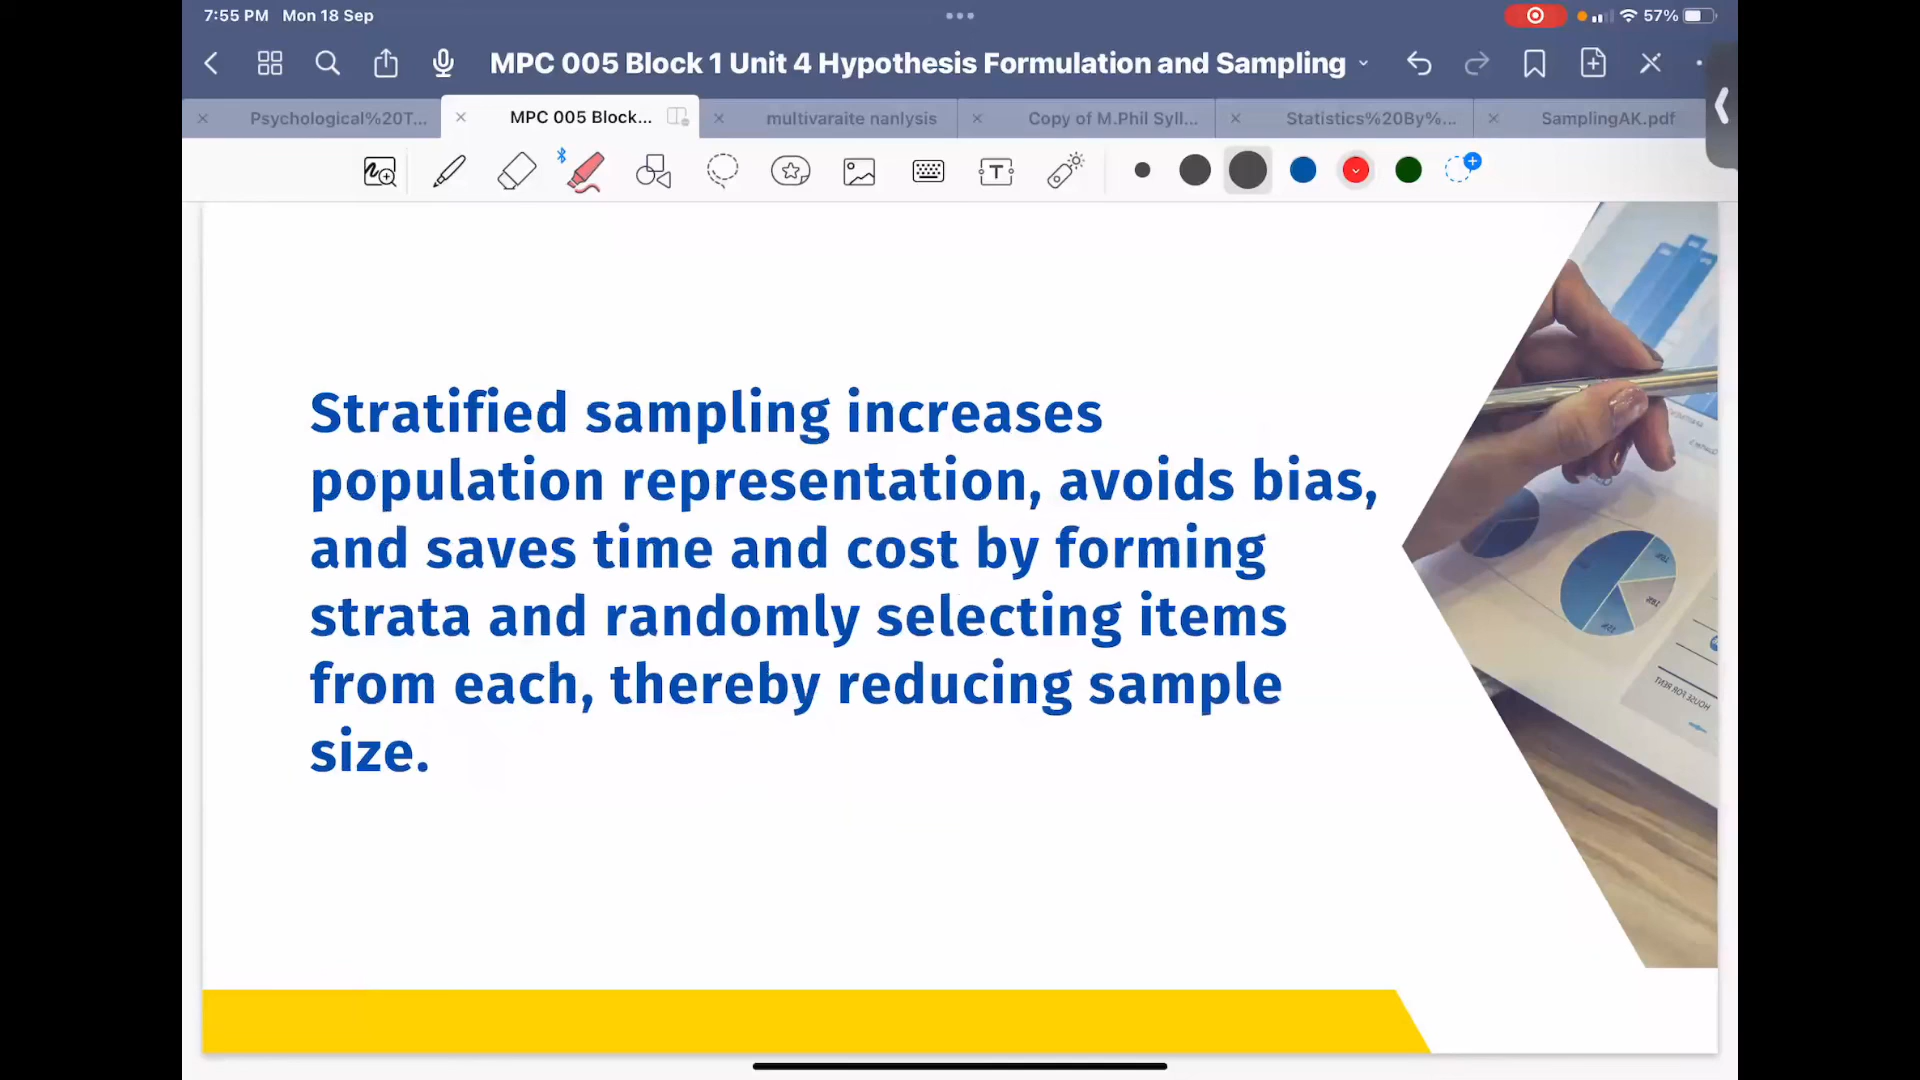 7:55 PM Mon 18 Sep
57%
MPC 005 Block 1 Unit 4 Hypothesis Formulation and Sampling
Psychological%20T...
MPC 005 Block...
multivaraite nanlysis
Copy of M.Phil Syll...
Statistics%20By%...
SamplingAK.pdf
Stratified sampling increases
population representation, avoids bias,
and saves time and cost by forming
strata and randomly selecting items
from each, thereby reducing sample
size.
HOUSE FOR RENT